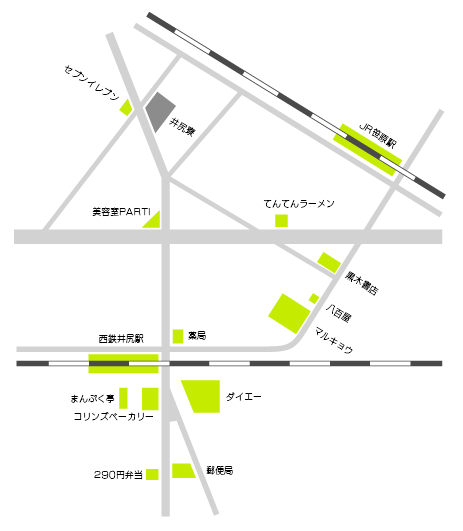 セブンイレブン
井尻寮
JR笹原駅
美容室PARTI
てんてんラーメン
黒木書店
八百屋
マルキョウ
西鉄井尻駅
薬局
まんぷく亭
コリンズベーカリー
ダイエー
290円弁当
郵便局